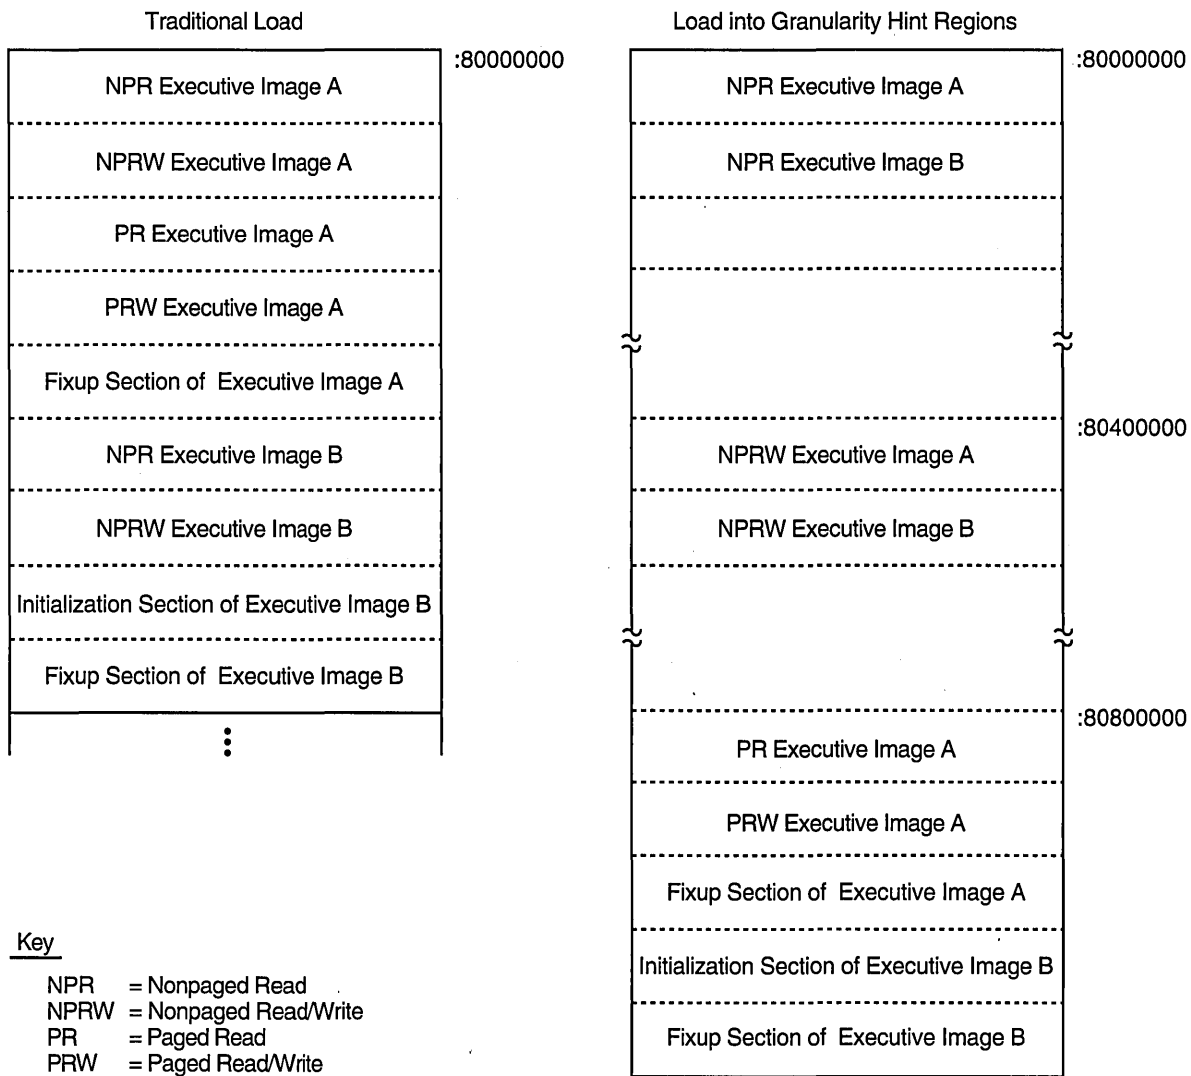 Traditional Load
:80000000
NPR Executive Image A
NPRW Executive Image A
PR Executive Image A
PRW Executive Image A
Fixup Section of Executive Image A
NPR Executive Image B
NPRW Executive Image B
Initialization Section of Executive Image B
Fixup Section of Executive Image B
Load into Granularity Hint Regions
:80000000
NPR Executive Image A
NPR Executive Image B
:80400000
NPRW Executive Image A
NPRW Executive Image B
:80800000
PR Executive Image A
PRW Executive Image A
Fixup Section of Executive Image A
Initialization Section of Executive Image B
Fixup Section of Executive Image B
Key
NPR = Nonpaged Read
NPRW = Nonpaged Read/Write
PR = Paged Read
PRW = Paged Read/Write